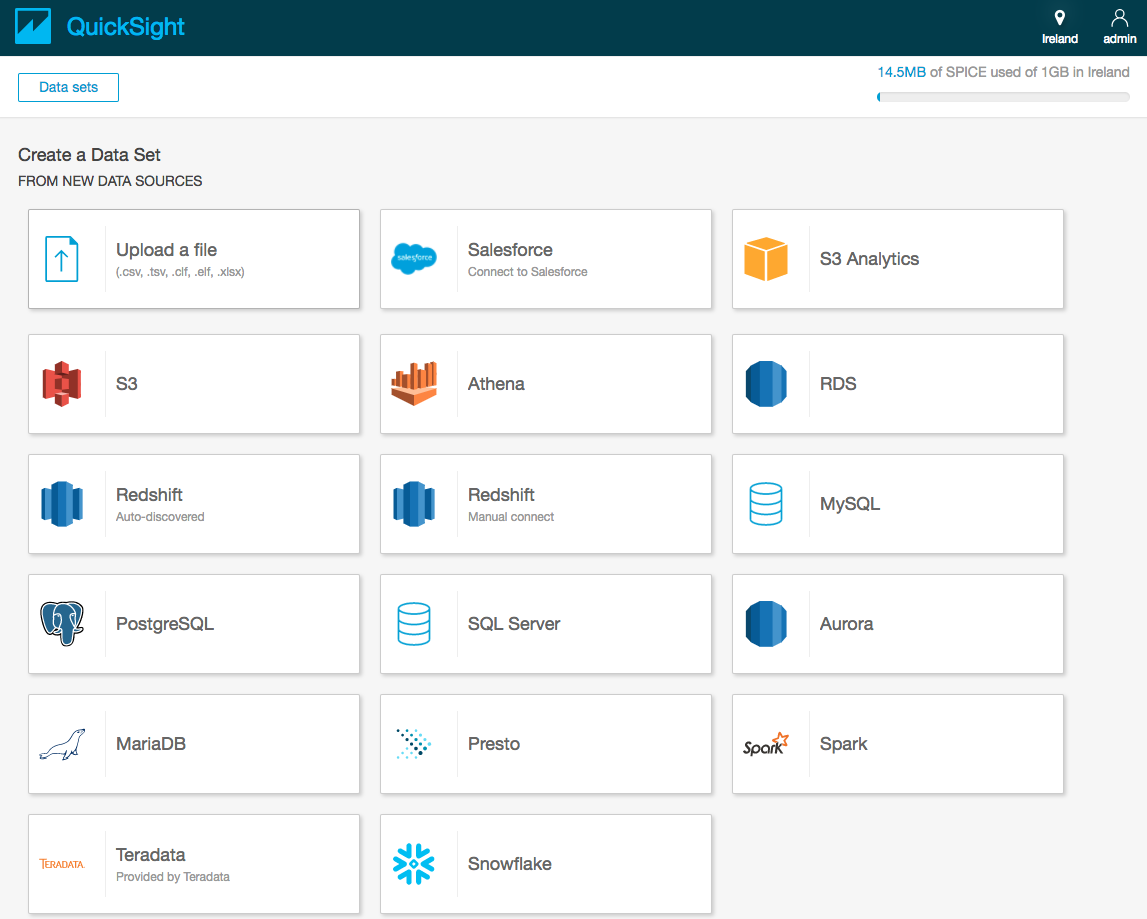 QuickSight
Ireland
admin
Data sets
14.5MB of SPICE used of 1GB in Ireland
Create a Data Set
FROM NEW DATA SOURCES
Upload a file
(.csv, .tsv, .clf, .elf, .xlsx)
salesforce
Salesforce
Connect to Salesforce
S3 Analytics
S3
Athena
RDS
Redshift
Auto-discovered
Redshift
Manual connect
MySQL
PostgreSQL
SQL Server
Aurora
MariaDB
Presto
Spark
Spark
TERADATA
Teradata
Provided by Teradata
Snowflake